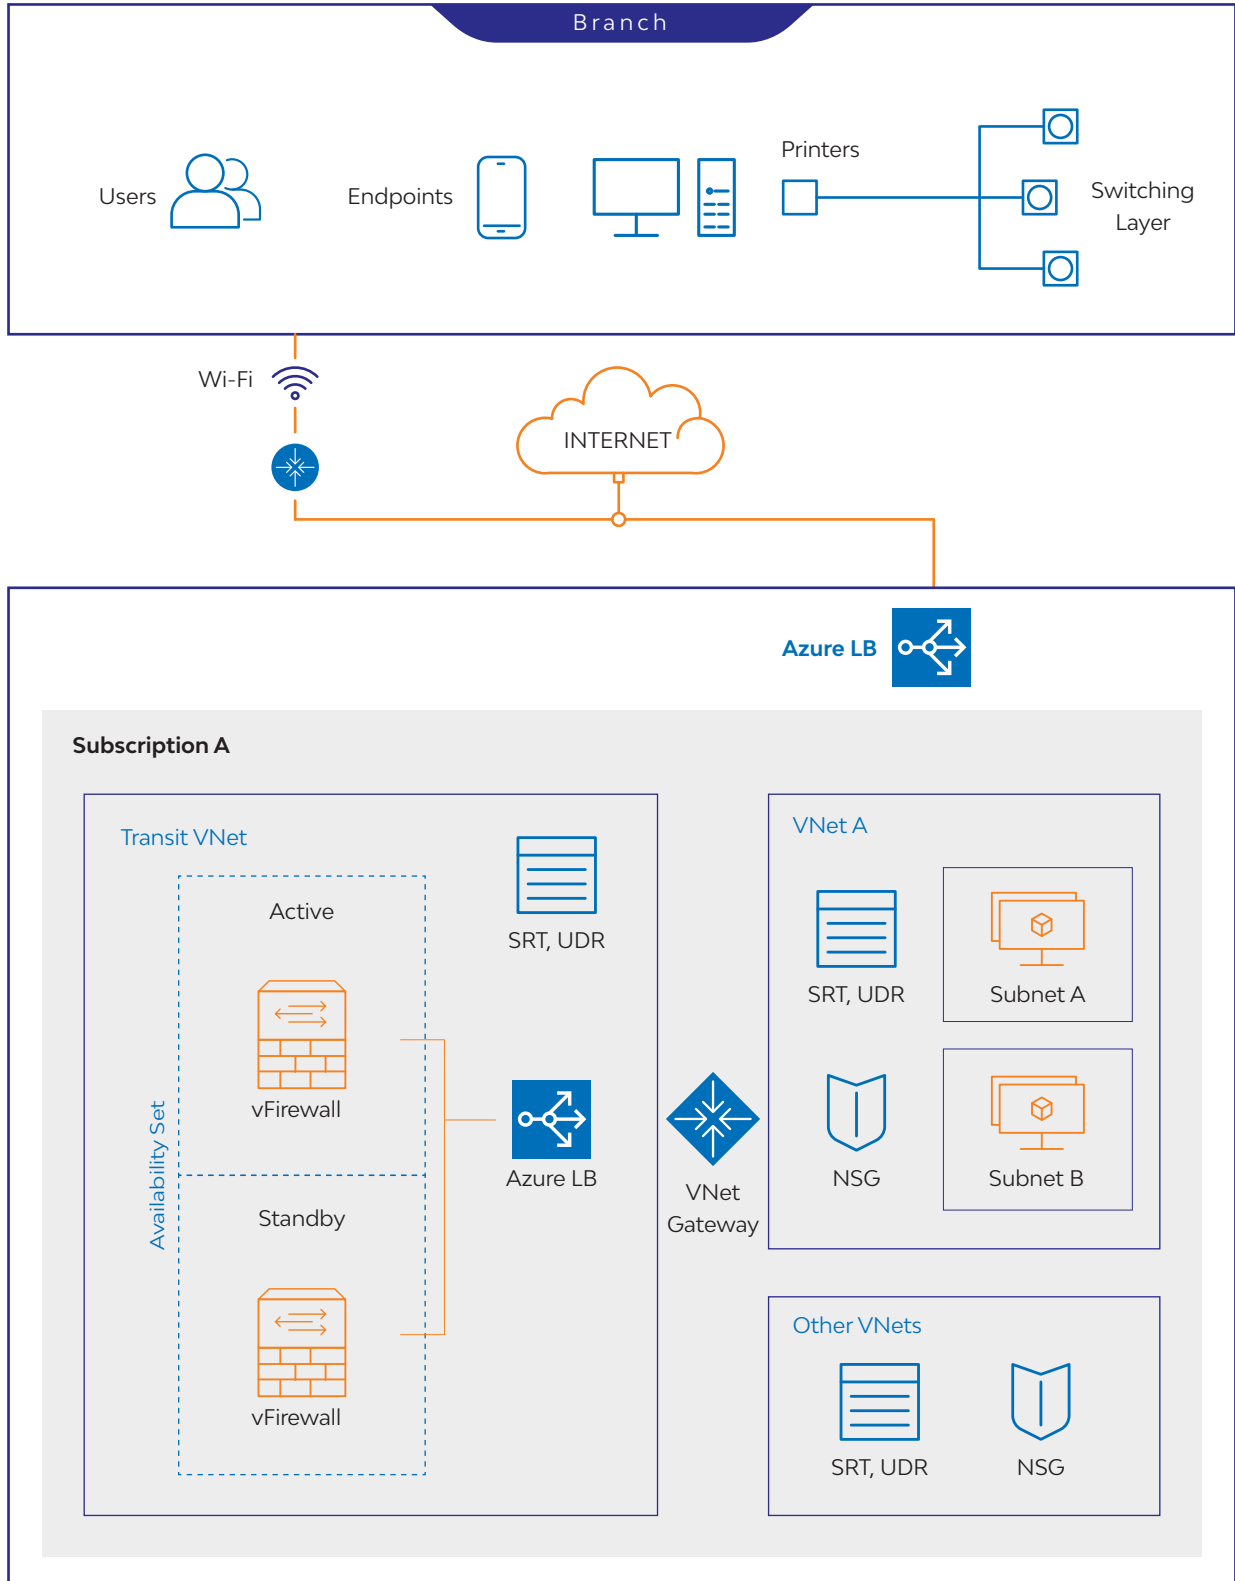 Branch
Users
Endpoints
Printers
Switching
Layer
Wi-Fi
INTERNET
Azure LB
Subscription A
Transit VNet
SRT, UDR
Availability Set
Active
vFirewall
Standby
vFirewall
Azure LB
VNet
Gateway
VNet A
SRT, UDR
Subnet A
NSG
Subnet B
Other VNets
SRT, UDR
NSG